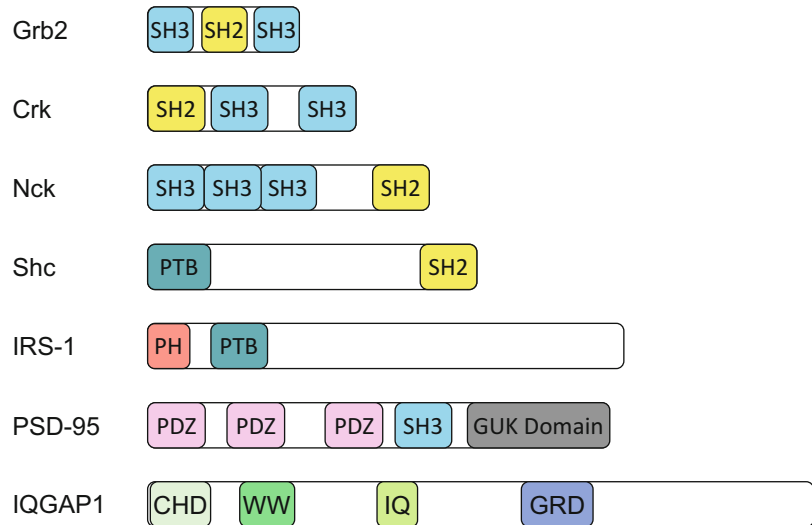 Grb2 SH3 SH2 SH3
Crk SH2 SH3 SH3
Nck SH3 SH3 SH3 SH2
Shc PTB SH2
IRS-1 PH PTB
PSD-95 PDZ PDZ PDZ SH3 GUK Domain
IQGAP1 CHD WW IQ GRD